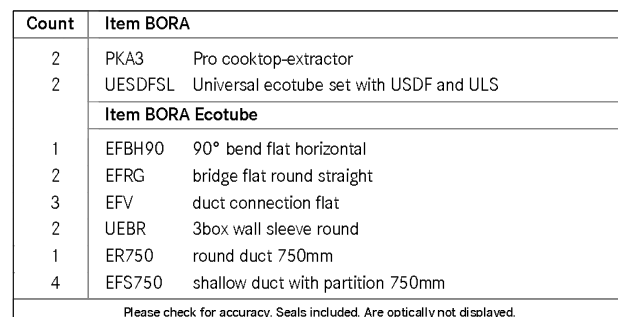 Count Item BORA
2 PKA3 Pro cooktop-extractor
2 UESDFSL Universal ecotube set with USDF and ULS
Item BORA Ecotube
1 EFBH90 90° bend flat horizontal
2 EFRG bridge flat round straight
3 EFV duct connection flat
2 UEBR 3box wall sleeve round
1 ER750 round duct 750mm
4 EFS750 shallow duct with partition 750mm
Please check for accuracy. Seals included. Are optically not displayed.